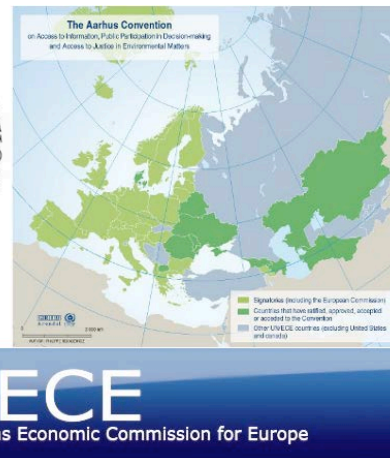 The Aarhus Convention
on Access to Information, Public Participation in Decision-making
and Access to Justice in Environmental Matters
Signatories (including the European Commission)
Countries that have ratified, approved, accepted
or acceded to the Convention
Other UNECE countries (excluding United States
and canada)
ECE
s Economic Commission for Europe